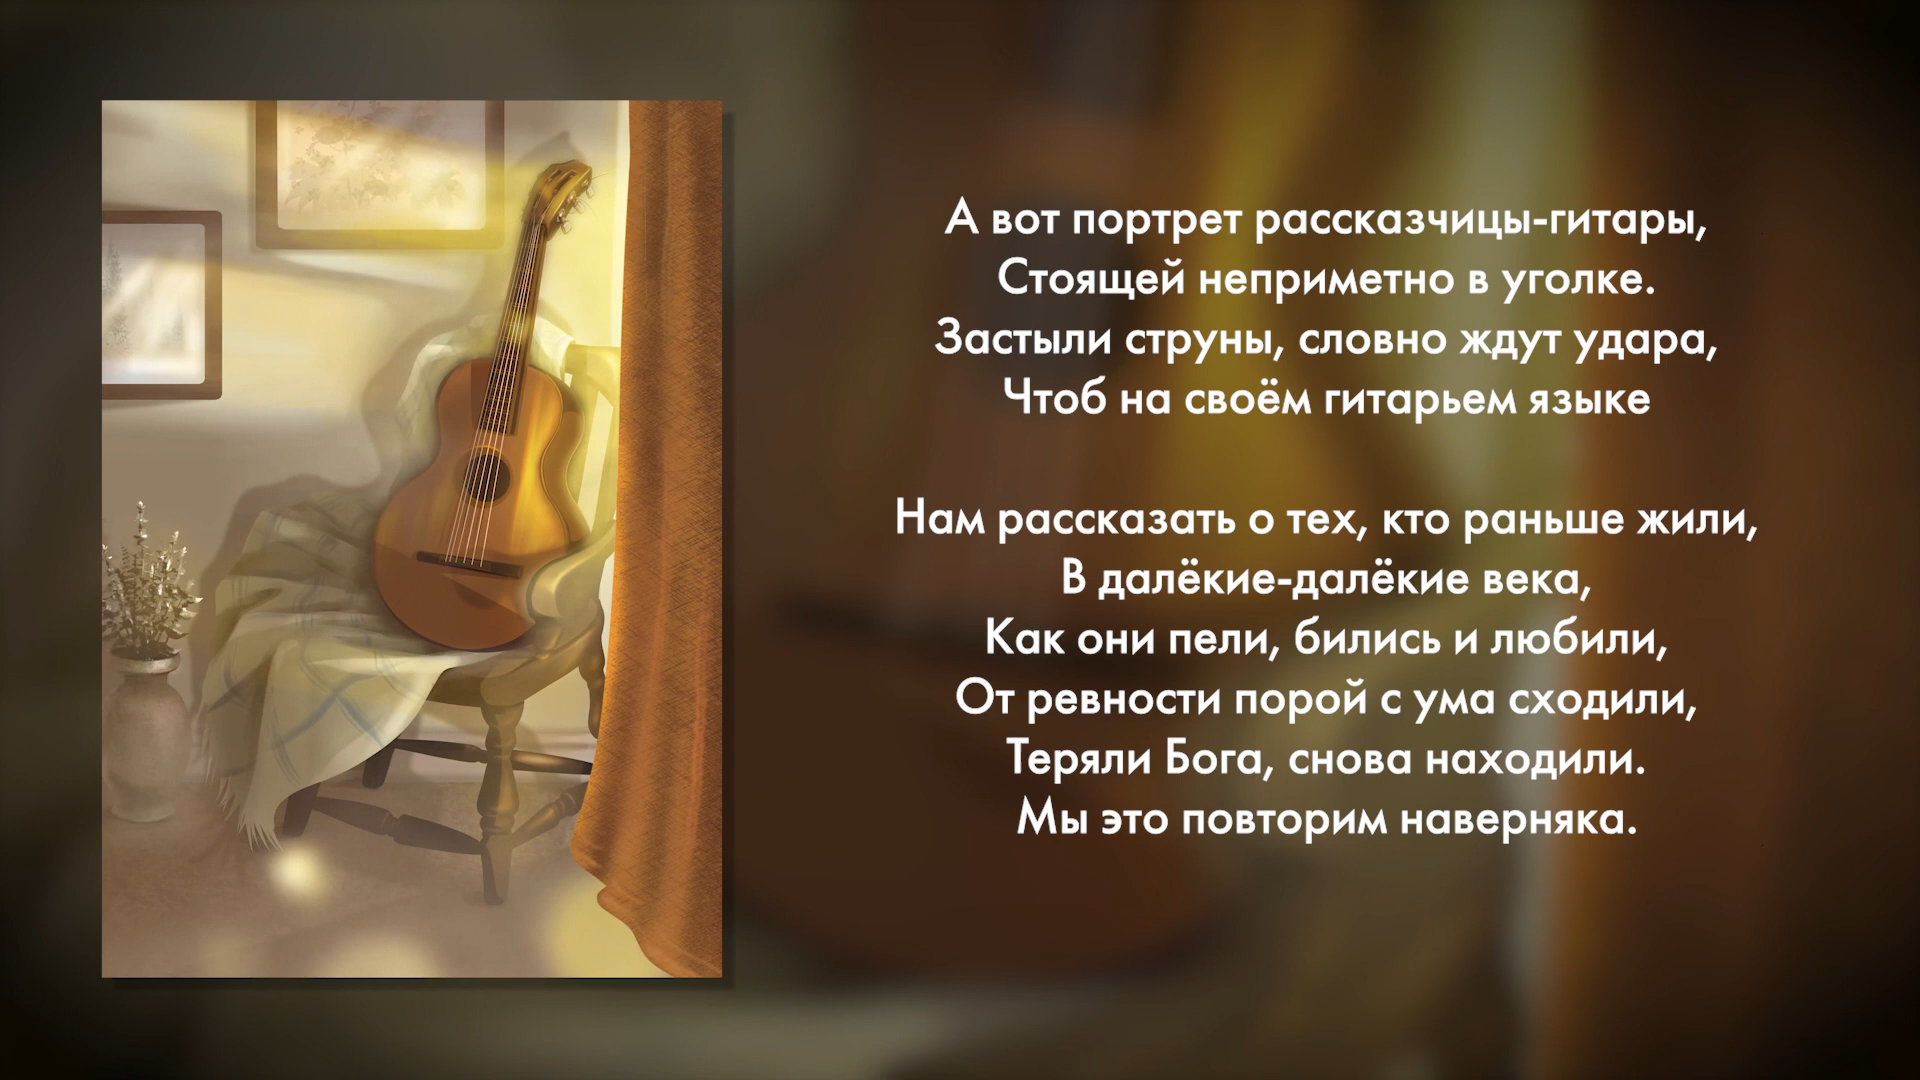 А вот портрет рассказчицы-гитары,
Стоящей неприметно в уголке.
Застыли струны, словно ждут удара,
Чтоб на своём гитарьем языке
Нам рассказать о тех, кто раньше жили,
В далёкие-далёкие века,
Как они пели, бились и любили,
От ревности порой с ума сходили,
Теряли Бога, снова находили.
Мы это повторим наверняка.